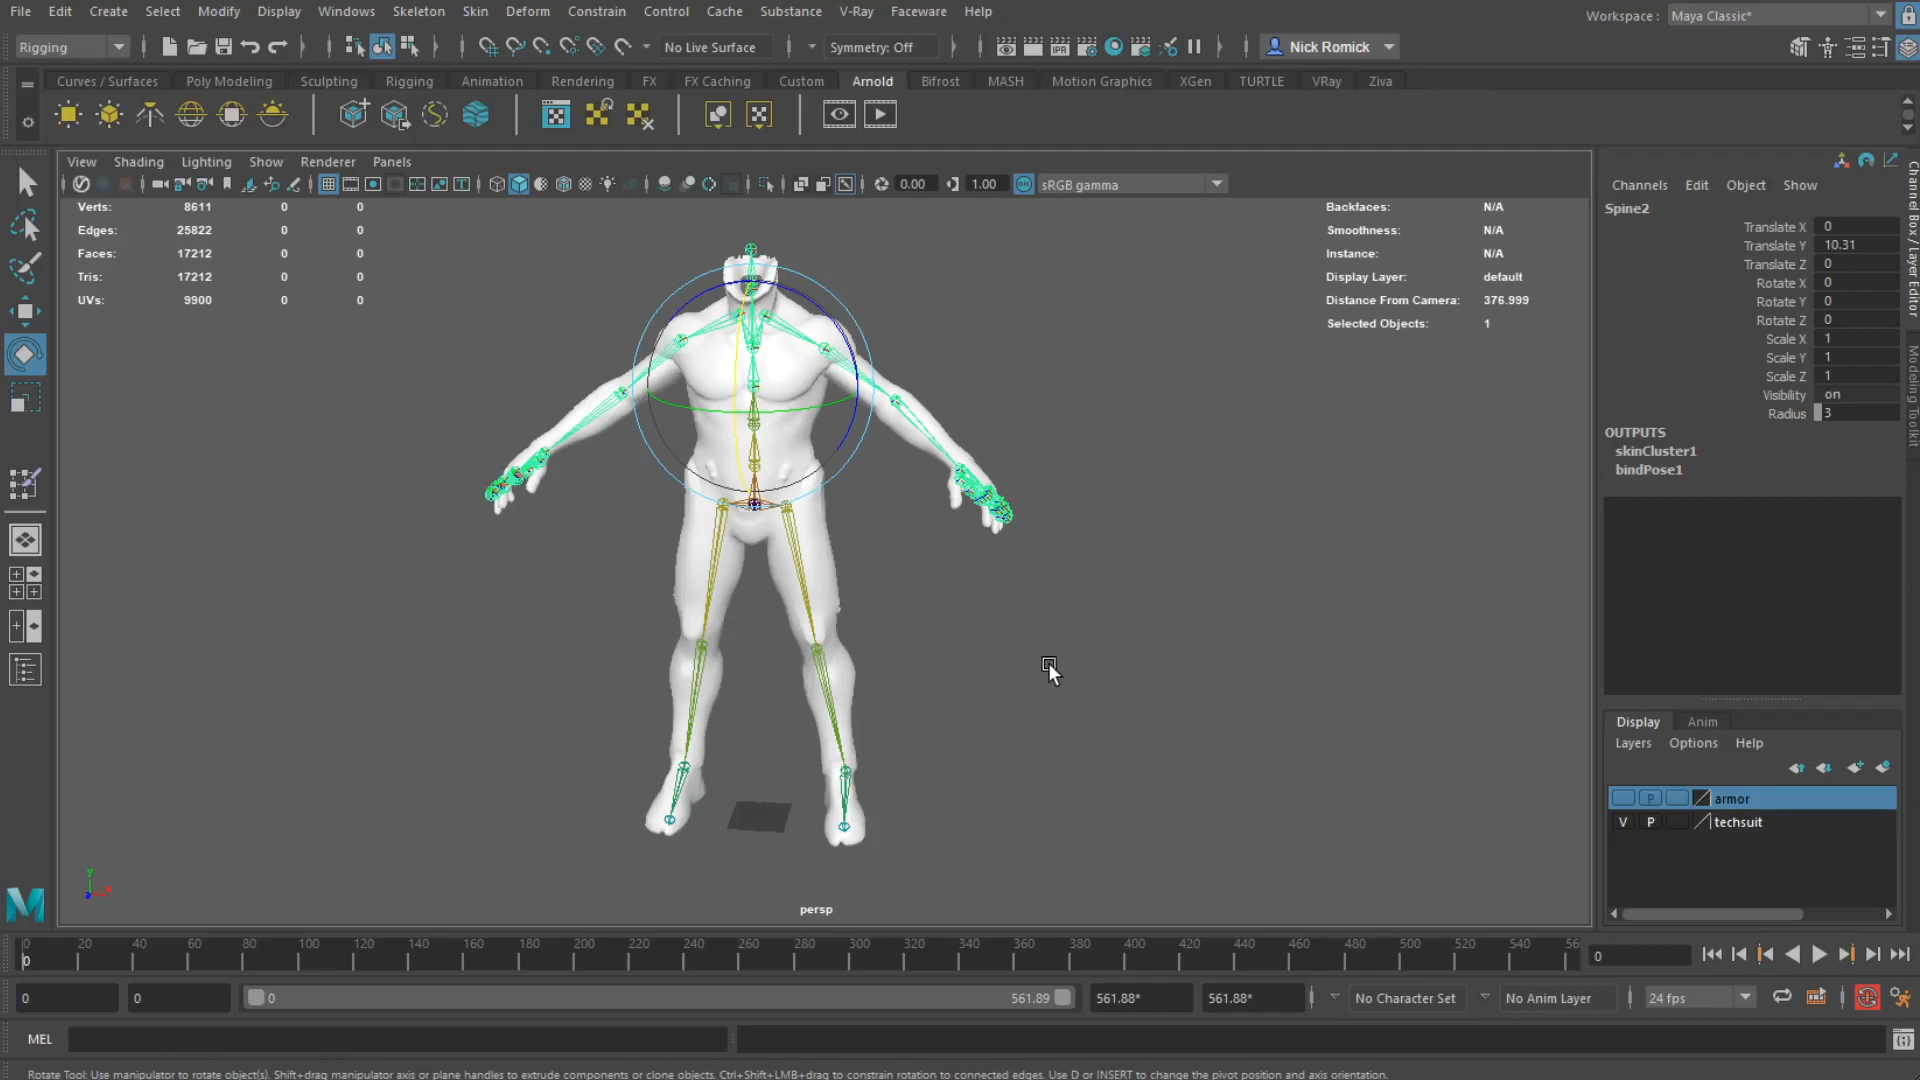 File Edit Create Select Modify Display Windows Skeleton Skin Deform Constrain Control Cache Substance V-Ray Faceware Help
Workspace : Maya Classic*
Rigging No Live Surface Symmetry: Off IPR Nick Romick
Curves / Surfaces Poly Modeling Sculpting Rigging Animation Rendering FX FX Caching Custom Arnold Bifrost MASH Motion Graphics XGen TURTLE VRay Ziva
View Shading Lighting Show Renderer Panels
0.00 1.00 sRGB gamma
Verts: 8611 0 0
Edges: 25822 0 0
Faces: 17212 0 0
Tris: 17212 0 0
UVs: 9900 0 0
Backfaces: N/A
Smoothness: N/A
Instance: N/A
Display Layer: default
Distance From Camera: 376.999
Selected Objects: 1
persp
y
Channels Edit Object Show
Spine2
Translate X 0
Translate Y 10.31
Translate Z 0
Rotate X 0
Rotate Y 0
Rotate Z 0
Scale X 1
Scale Y 1
Scale Z 1
Visibility on
Radius 3
OUTPUTS
skinCluster1
bindPose1
Channel Box / Layer Editor
Modeling Toolkit
Display Anim
Layers Options Help
P armor
V P techsuit
0 20 40 60 80 100 120 140 160 180 200 220 240 260 280 300 320 340 360 380 400 420 440 460 480 500 520 540 56
0
0
0 0 0 561.89 561.88* 561.88* No Character Set No Anim Layer 24 fps
MEL
Rotate Tool: Use manipulator to rotate object(s). Shift+drag manipulator axis or plane handles to extrude components or clone objects. Ctrl+Shift+LMB+drag to constrain rotation to connected edges. Use D or INSERT to change the pivot position and axis orientation.